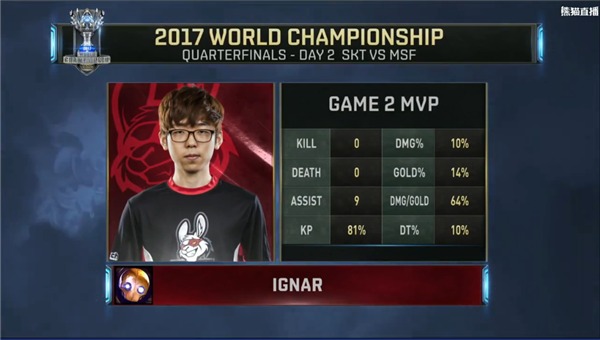 熊猫直播
2017 WORLD CHAMPIONSHIP
QUARTERFINALS - DAY 2 SKT VS MSF
GAME 2 MVP
KILL 0 DMG% 10%
DEATH 0 GOLD% 14%
ASSIST 9 DMG/GOLD 64%
KP 81% DT% 10%
IGNAR